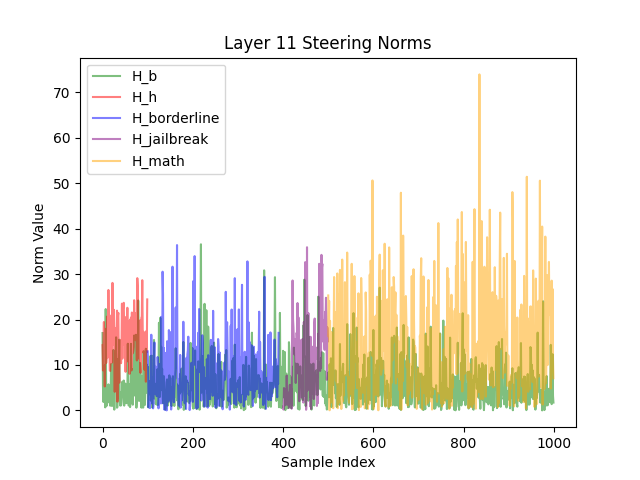 Layer 11 Steering Norms
H_b
H_h
H_borderline
H_jailbreak
H_math
Norm Value
70
60
50
40
30
20
10
0
0 200 400 600 800 1000
Sample Index